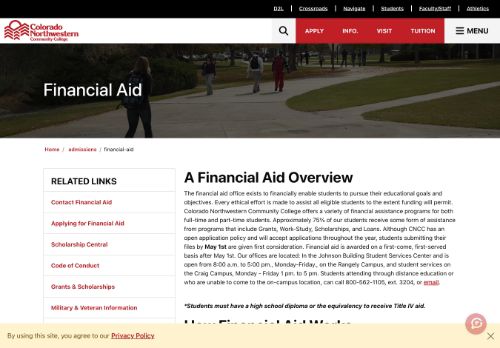 D2L
Crossroads
Navigate
Students
Faculty/Staff
Athletics
Colorado
Northwestern
Community College
APPLY
INFO.
VISIT
TUITION
MENU
Financial Aid
Home / admissions / financial-aid
RELATED LINKS
Contact Financial Aid
Applying for Financial Aid
Scholarship Central
Code of Conduct
Grants & Scholarships
Military & Veteran Information
A Financial Aid Overview
The financial aid office exists to financially enable students to pursue their educational goals and
objectives. Every ethical effort is made to assist all eligible students to the extent funding will permit.
Colorado Northwestern Community College offers a variety of financial assistance programs for both
full-time and part-time students. Approximately 75% of our students receive some form of assistance
from programs that include Grants, Work-Study, Scholarships, and Loans. Although CNCC has an
open application policy and will accept applications throughout the year, students submitting their
files by May 1st are given first consideration. Financial aid is awarded on a first-come, first-served
basis after May 1st. Our offices are located: in the Johnson Building Student Services Center and is
open from 8:00 a.m. to 5:00 pm., Monday-Friday, on the Rangely Campus, and student services on
the Craig Campus, Monday - Friday 1 pm. to 5 pm. Students attending through distance education or
who are unable to come to the on-campus location, can call 800-562-1105, ext. 3204, or email.
*Students must have a high school diploma or the equivalency to receive Title IV aid.
How Financial Aid Works
By using this site, you agree to our Privacy Policy